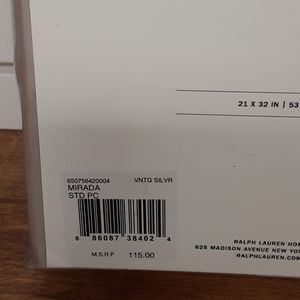 21 X 32 IN | 53
650756420004 VNTG SILVR
MIRADA
STD PC
8 86087 38402 4
M.S.R.P 115.00
RALPH LAUREN HOM
625 MADISON AVENUE NEW YORK
RALPHLAUREN.COM